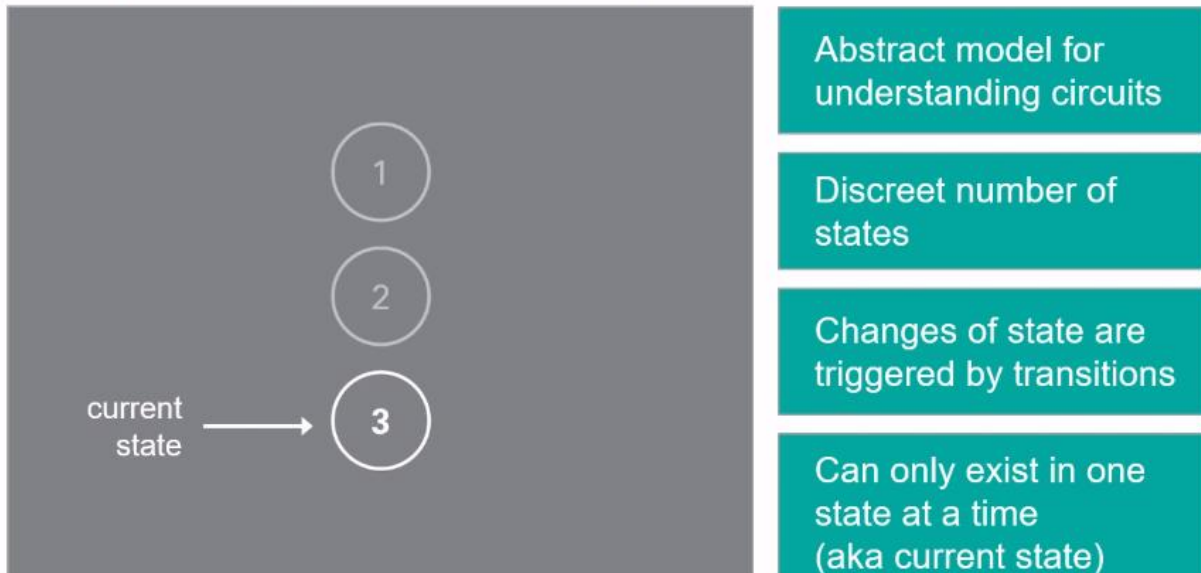 1
2
current
state
3
Abstract model for
understanding circuits
Discreet number of
states
Changes of state are
triggered by transitions
Can only exist in one
state at a time
(aka current state)